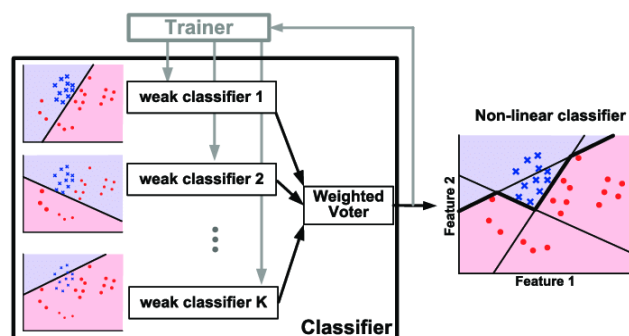 Trainer
weak classifier 1
weak classifier 2
weak classifier K
Weighted
Voter
Classifier
Non-linear classifier
Feature 2
Feature 1